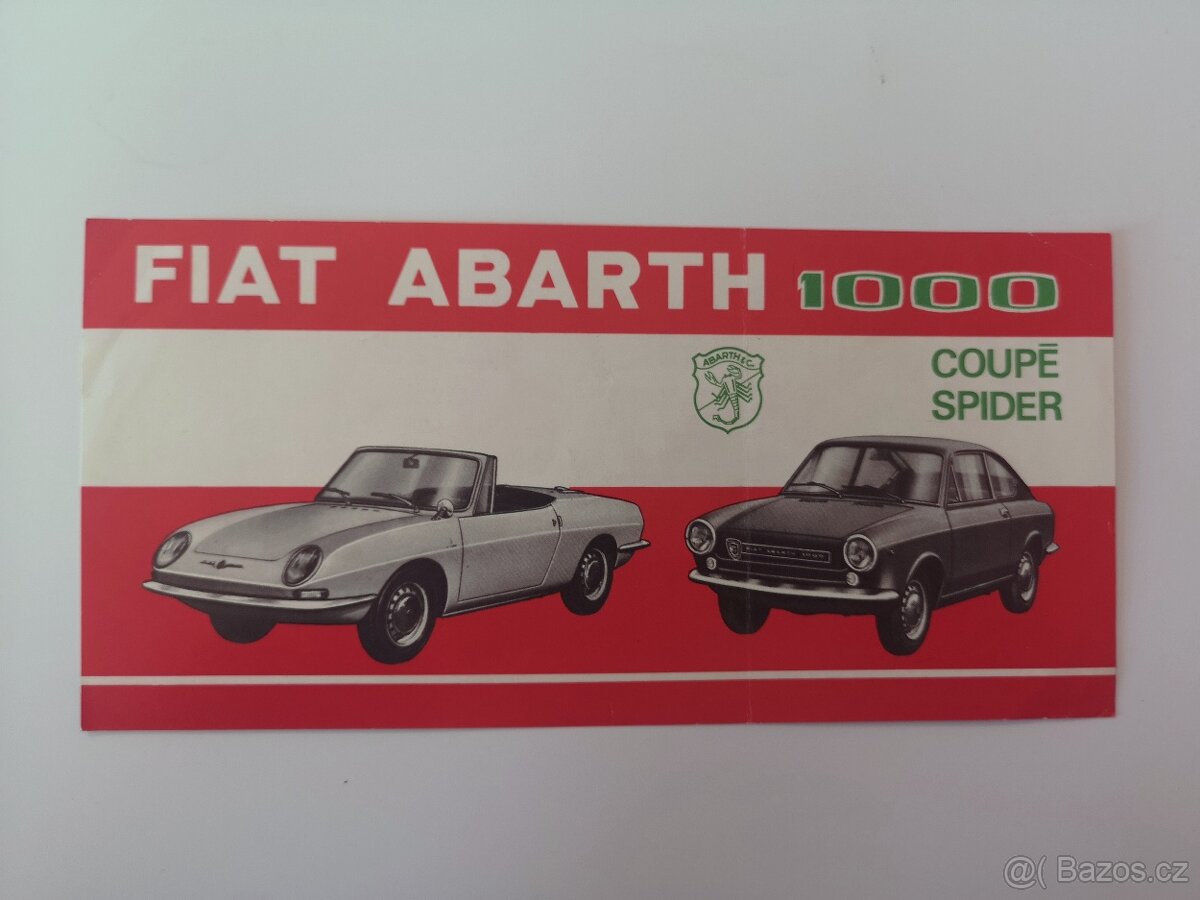 FIAT ABARTH 1000
ABARTH & C.
COUPĒ
SPIDER
FIAT ABARTH 1000
@( Bazos.cz